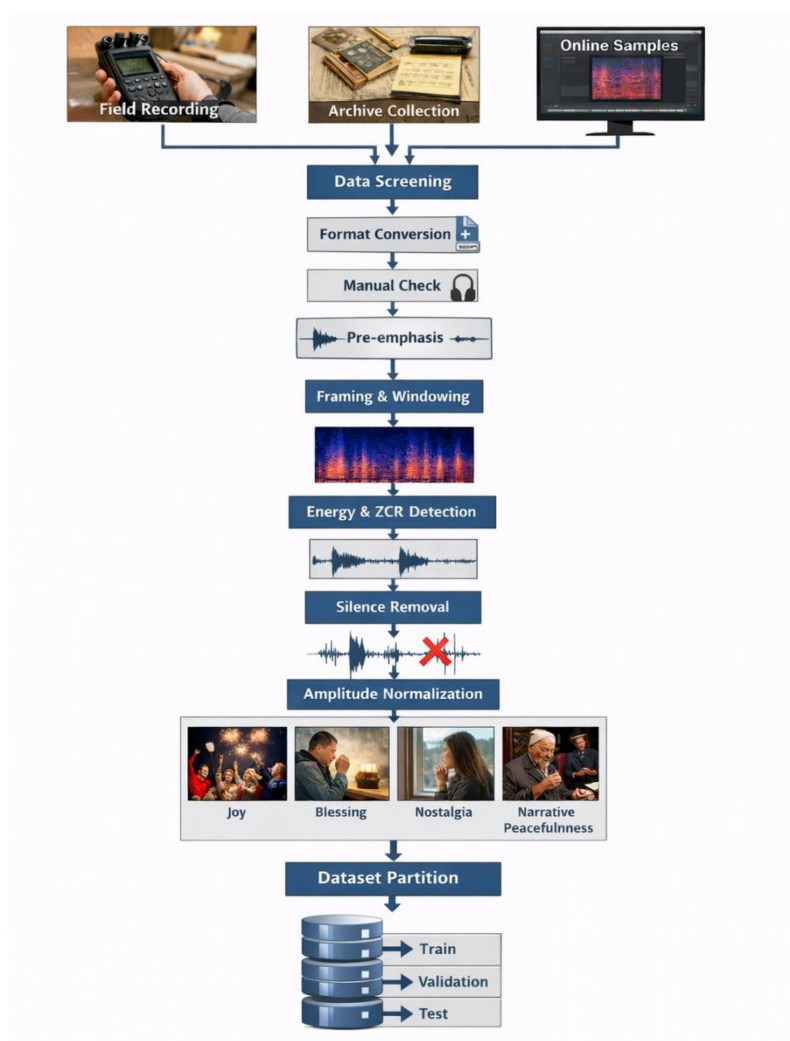 Field Recording
Archive Collection
Online Samples
Data Screening
Format Conversion
Manual Check
Pre-emphasis
Framing & Windowing
Energy & ZCR Detection
Silence Removal
Amplitude Normalization
Joy
Blessing
Nostalgia
Narrative
Peacefulnness
Dataset Partition
Train
Validation
Test